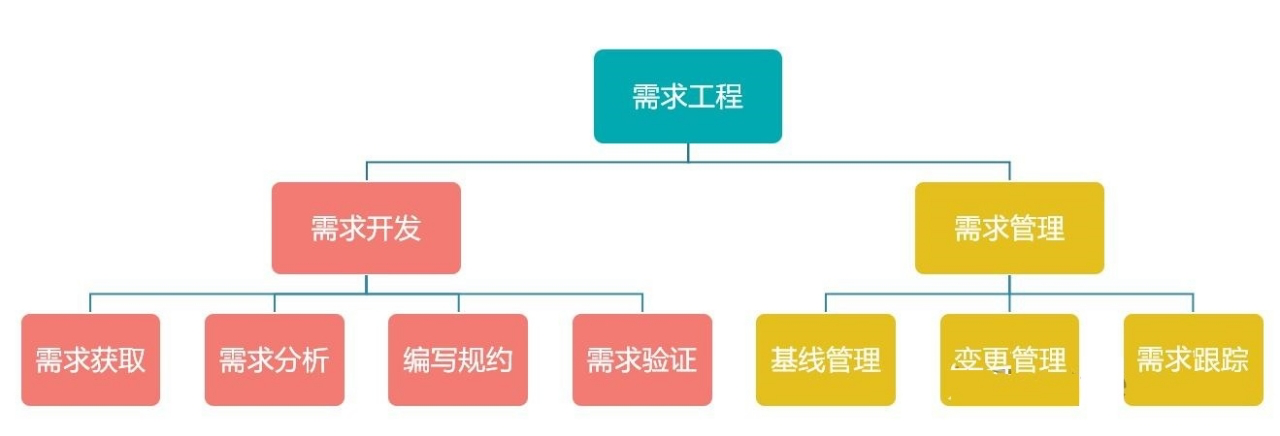 需求工程
需求开发
需求管理
需求获取
需求分析
编写规约
需求验证
基线管理
变更管理
需求跟踪